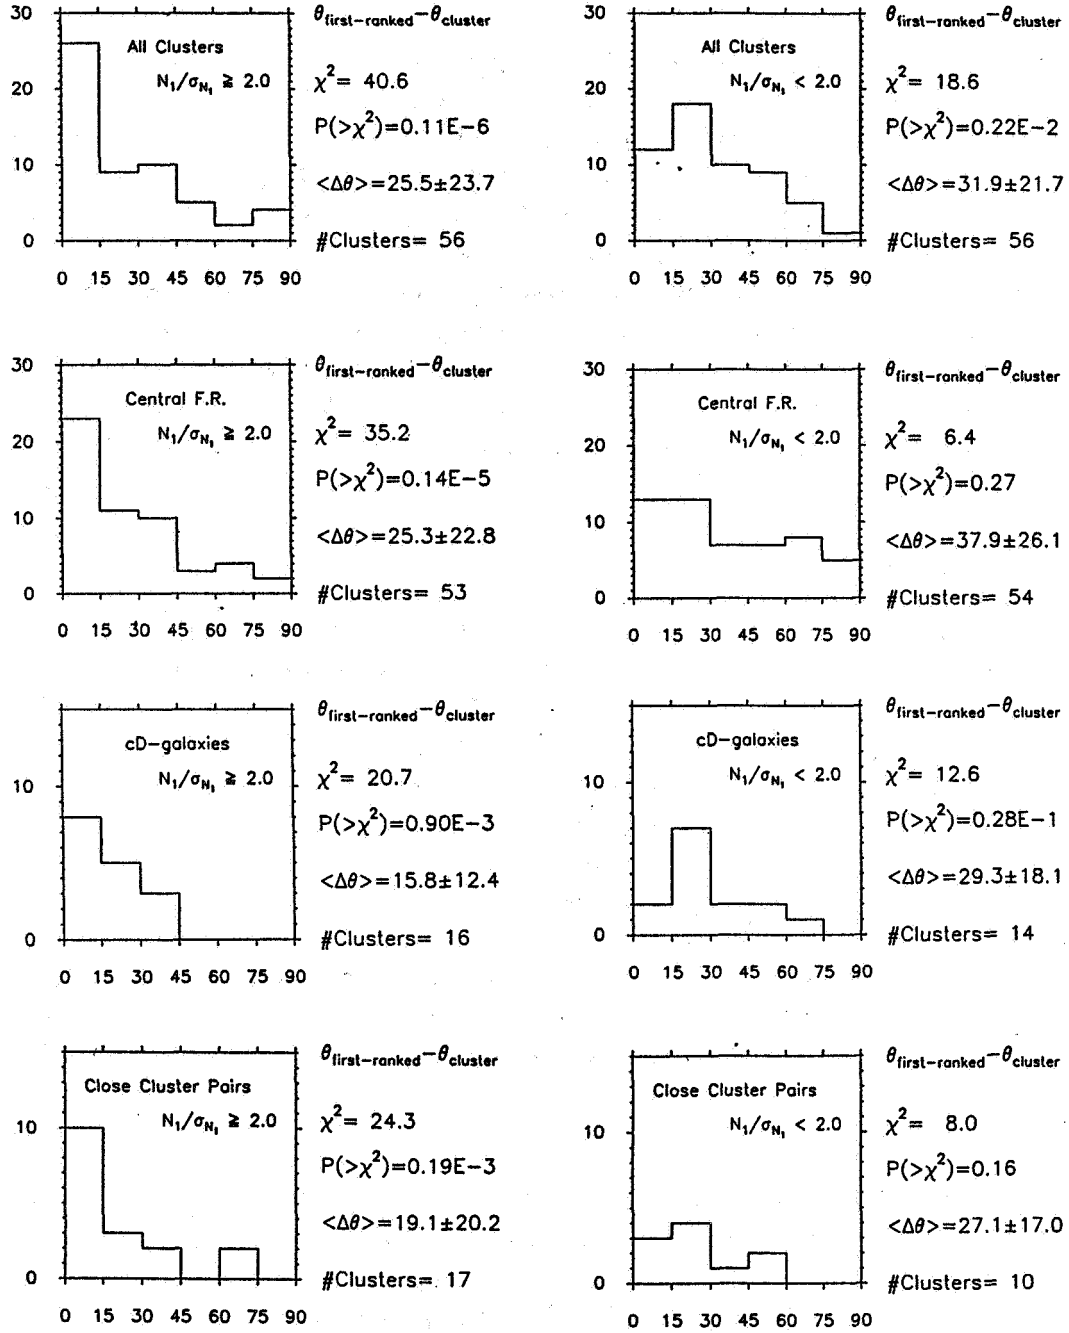 30
20
10
0
All Clusters
N₁/σ_N₁ ≧ 2.0
0 15 30 45 60 75 90
θfirst-ranked-θcluster
χ²= 40.6
P(>χ²)=0.11E-6
<Δθ>=25.5±23.7
#Clusters= 56
30
20
10
0
All Clusters
N₁/σ_N₁ < 2.0
0 15 30 45 60 75 90
θfirst-ranked-θcluster
χ²= 18.6
P(>χ²)=0.22E-2
<Δθ>=31.9±21.7
#Clusters= 56
30
20
10
0
Central F.R.
N₁/σ_N₁ ≧ 2.0
0 15 30 45 60 75 90
θfirst-ranked-θcluster
χ²= 35.2
P(>χ²)=0.14E-5
<Δθ>=25.3±22.8
#Clusters= 53
30
20
10
0
Central F.R.
N₁/σ_N₁ < 2.0
0 15 30 45 60 75 90
θfirst-ranked-θcluster
χ²= 6.4
P(>χ²)=0.27
<Δθ>=37.9±26.1
#Clusters= 54
10
0
cD-galaxies
N₁/σ_N₁ ≧ 2.0
0 15 30 45 60 75 90
θfirst-ranked-θcluster
χ²= 20.7
P(>χ²)=0.90E-3
<Δθ>=15.8±12.4
#Clusters= 16
10
0
cD-galaxies
N₁/σ_N₁ < 2.0
0 15 30 45 60 75 90
θfirst-ranked-θcluster
χ²= 12.6
P(>χ²)=0.28E-1
<Δθ>=29.3±18.1
#Clusters= 14
10
0
Close Cluster Pairs
N₁/σ_N₁ ≧ 2.0
0 15 30 45 60 75 90
θfirst-ranked-θcluster
χ²= 24.3
P(>χ²)=0.19E-3
<Δθ>=19.1±20.2
#Clusters= 17
10
0
Close Cluster Pairs
N₁/σ_N₁ < 2.0
0 15 30 45 60 75 90
θfirst-ranked-θcluster
χ²= 8.0
P(>χ²)=0.16
<Δθ>=27.1±17.0
#Clusters= 10